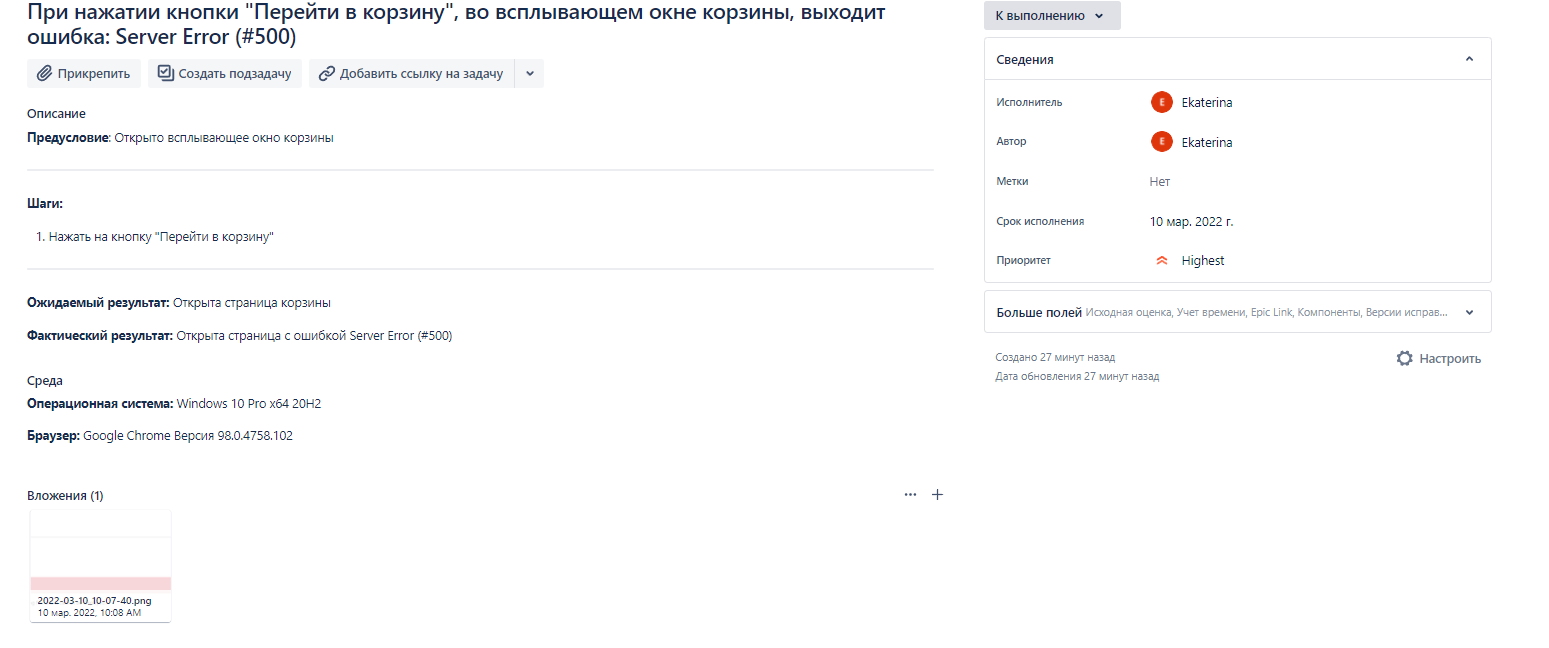 При нажатии кнопки "Перейти в корзину", во всплывающем окне корзины, выходит
ошибка: Server Error (#500)
Прикрепить
Создать подзадачу
Добавить ссылку на задачу
Описание
Предусловие: Открыто всплывающее окно корзины
Шаги:
1. Нажать на кнопку "Перейти в корзину"
Ожидаемый результат: Открыта страница корзины
Фактический результат: Открыта страница с ошибкой Server Error (#500)
Среда
Операционная система: Windows 10 Pro x64 20H2
Браузер: Google Chrome Версия 98.0.4758.102
Вложения (1)
2022-03-10_10-07-40.png
10 мар. 2022, 10:08 AM
К выполнению
Сведения
Исполнитель
E Ekaterina
Автор
E Ekaterina
Метки
Нет
Срок исполнения
10 мар. 2022 г.
Приоритет
Highest
Больше полей Исходная оценка, Учет времени, Epic Link, Компоненты, Версии исправ...
Создано 27 минут назад
Настроить
Дата обновления 27 минут назад